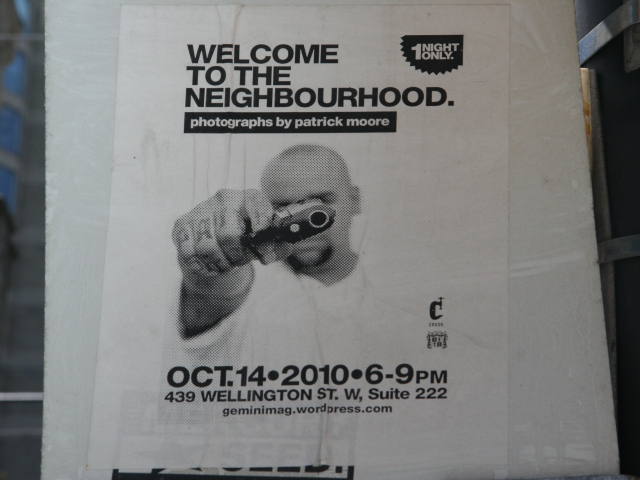 WELCOME
TO THE
NEIGHBOURHOOD.
1 NIGHT
ONLY.
photographs by patrick moore
OCT.14•2010•6-9PM
439 WELLINGTON ST. W, Suite 222
geminimag.wordpress.com